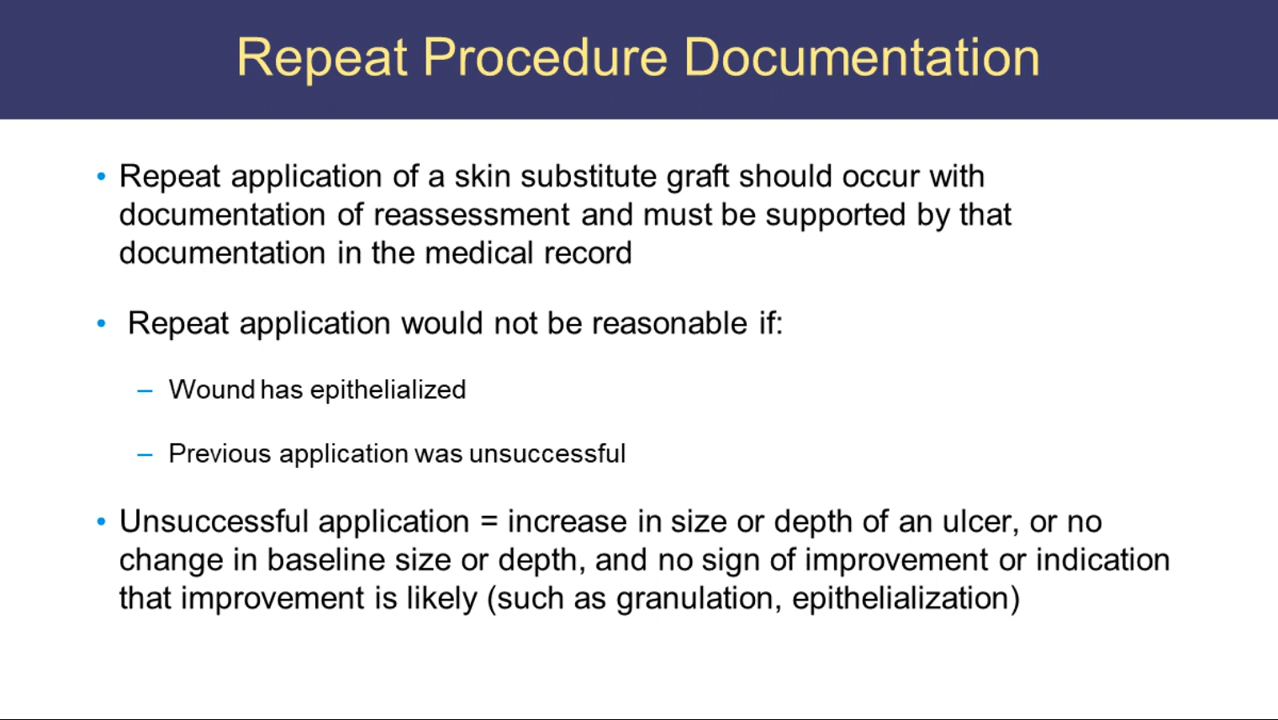 Repeat Procedure Documentation
• Repeat application of a skin substitute graft should occur with
documentation of reassessment and must be supported by that
documentation in the medical record
• Repeat application would not be reasonable if:
– Wound has epithelialized
– Previous application was unsuccessful
• Unsuccessful application = increase in size or depth of an ulcer, or no
change in baseline size or depth, and no sign of improvement or indication
that improvement is likely (such as granulation, epithelialization)